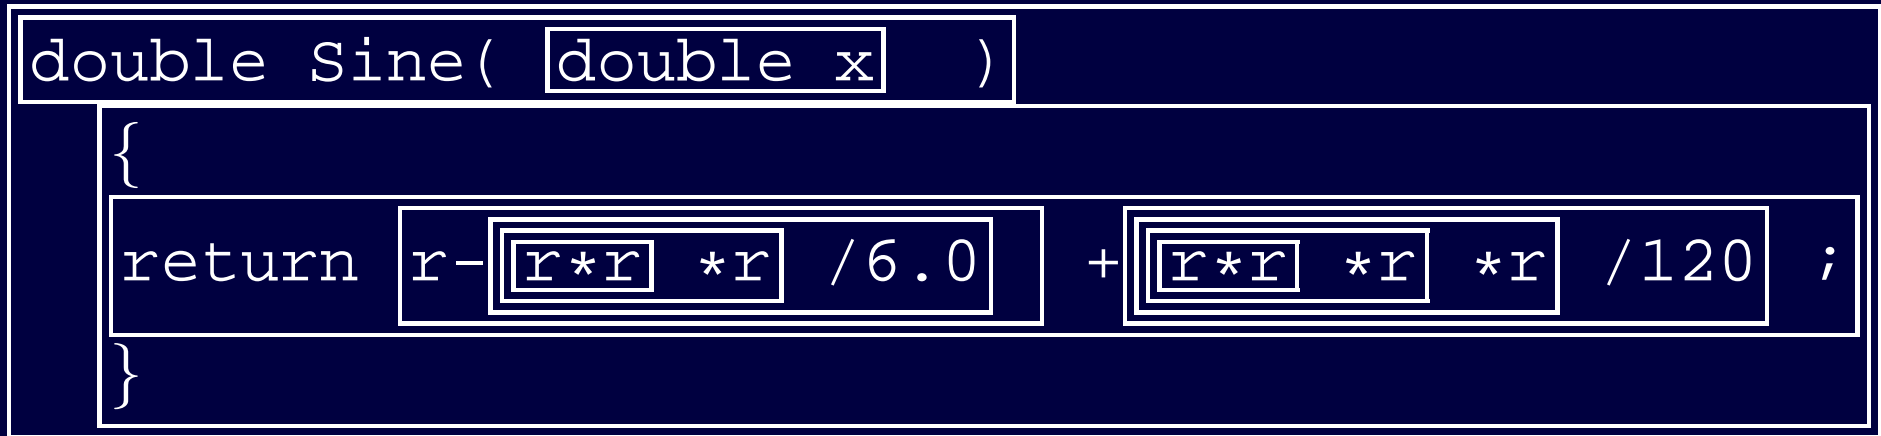 double Sine( double x )
{
return r-r*r *r /6.0 +r*r *r *r /120 ;
}